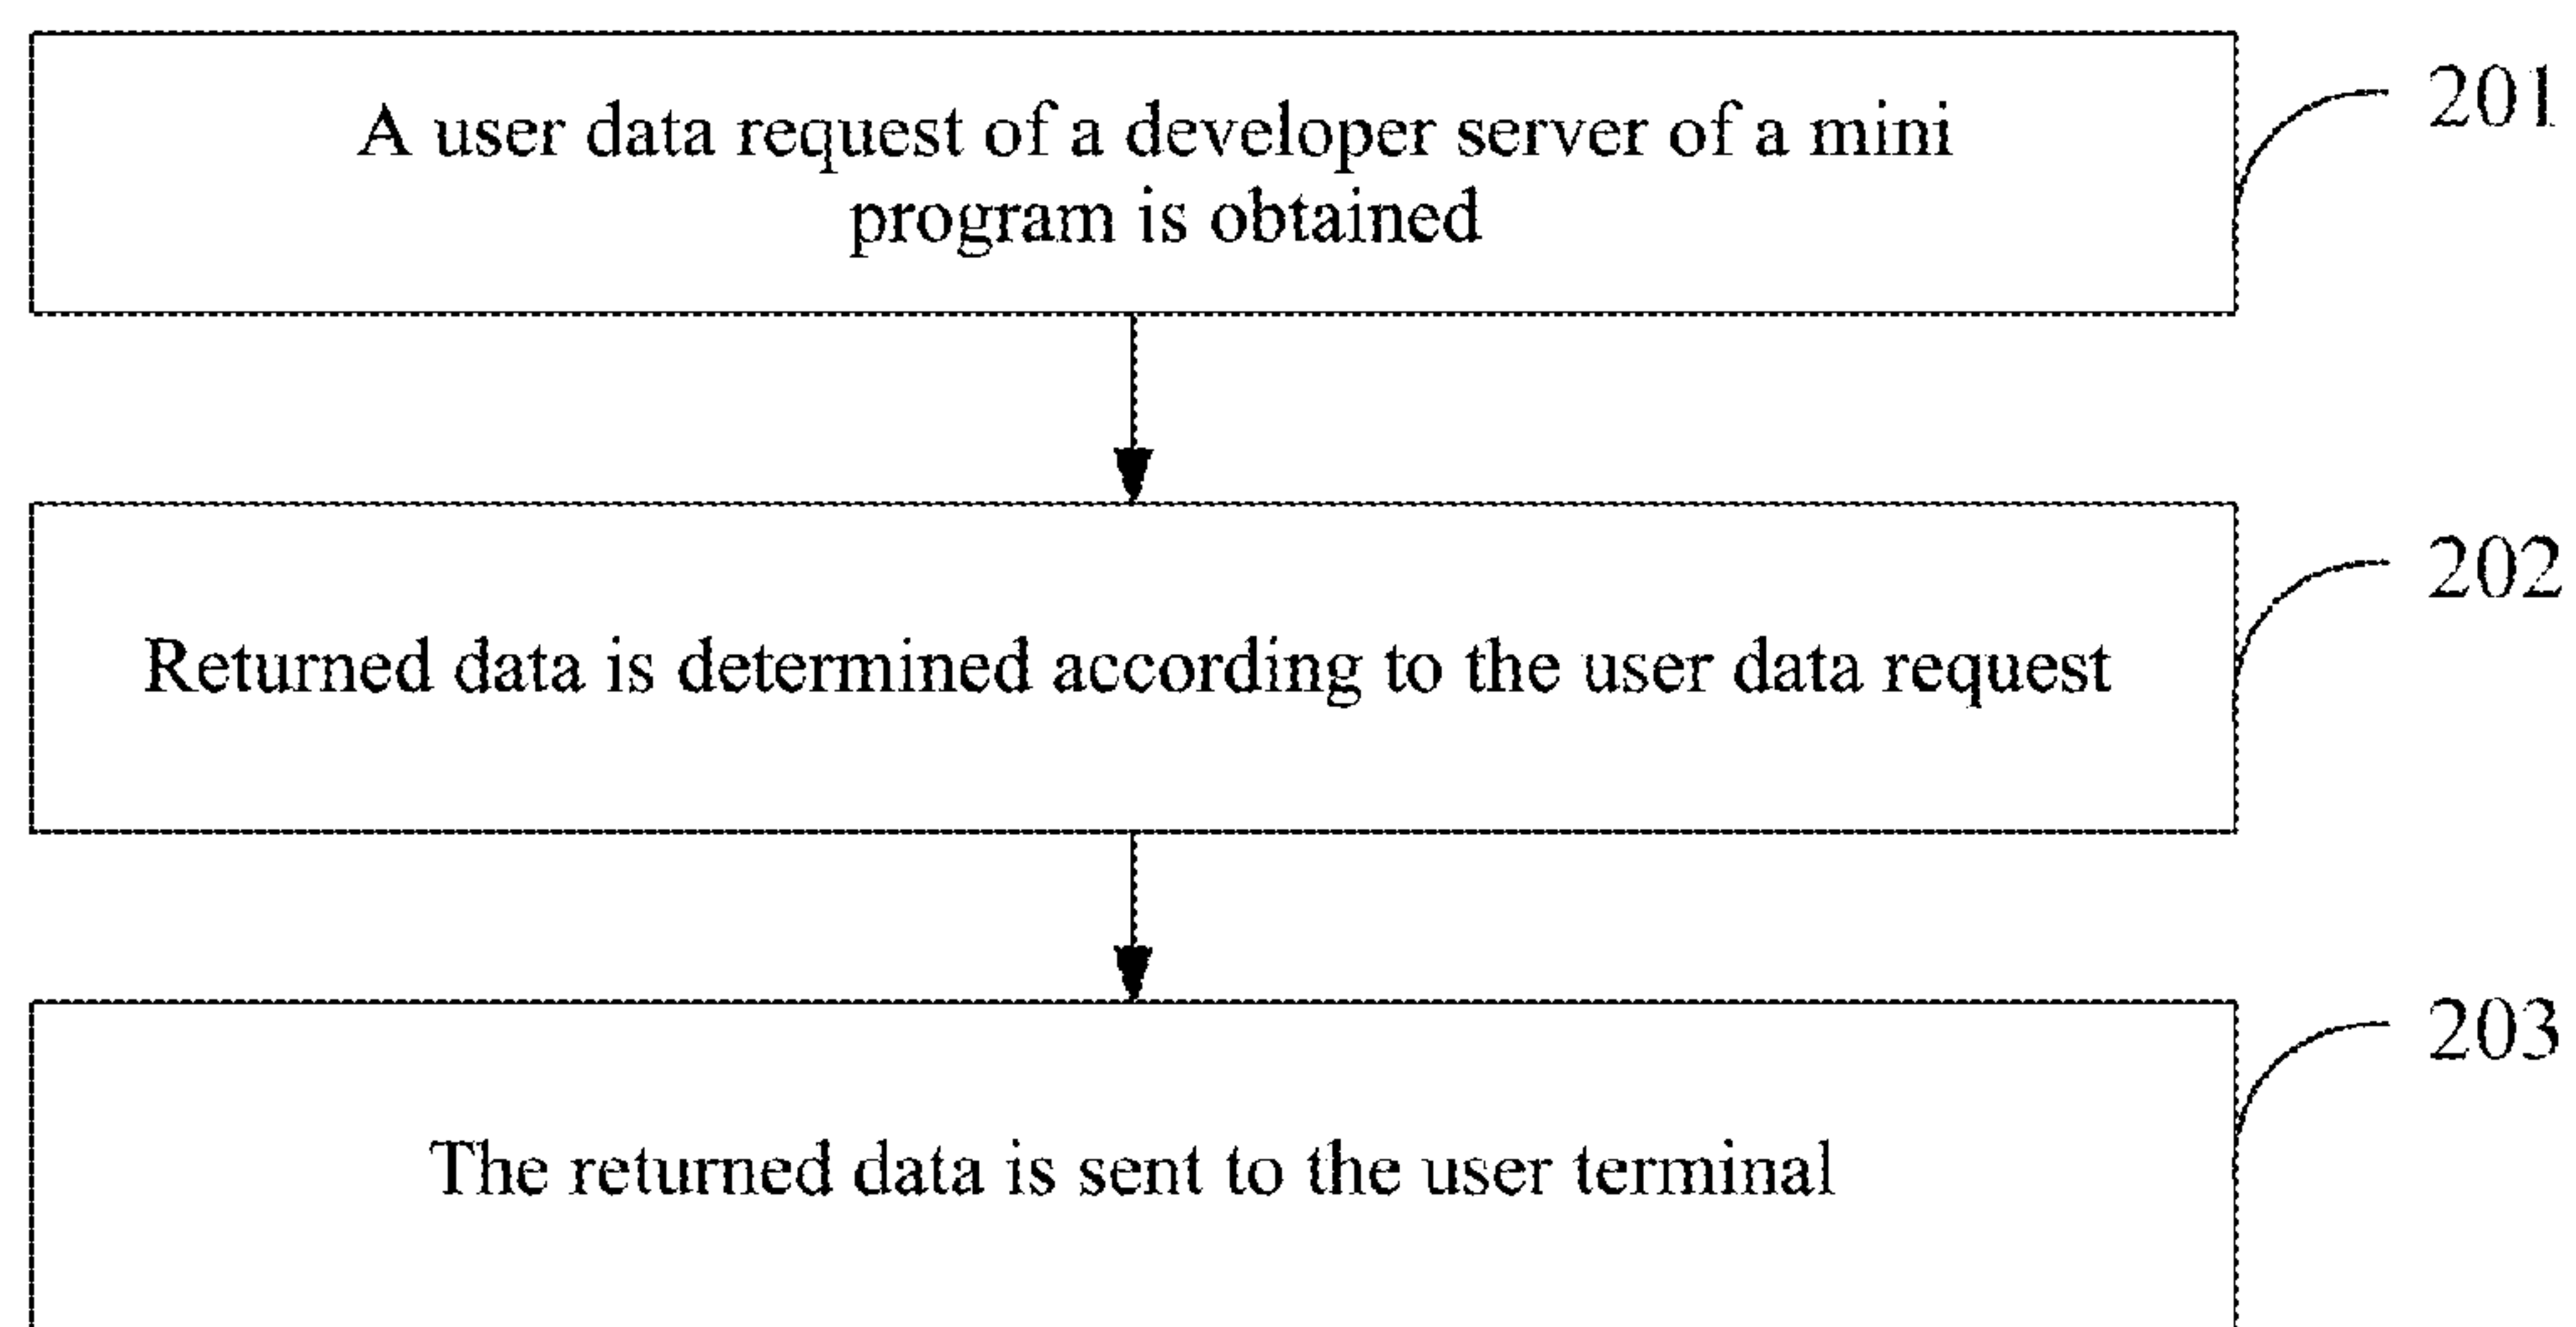 A user data request of a developer server of a mini
program is obtained
201
Returned data is determined according to the user data request
202
The returned data is sent to the user terminal
203